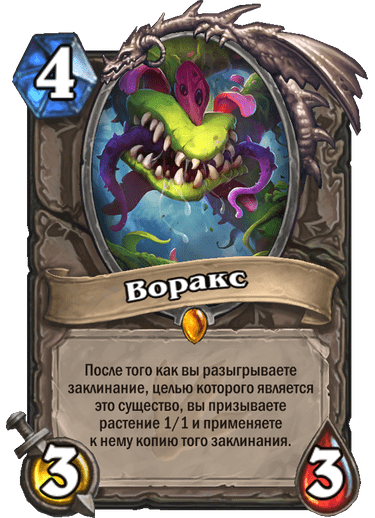 4
Воракс
После того как вы разыгрываете
заклинание, целью которого является
это существо, вы призываете
растение 1/1 и применяете
к нему копию того заклинания.
3
3